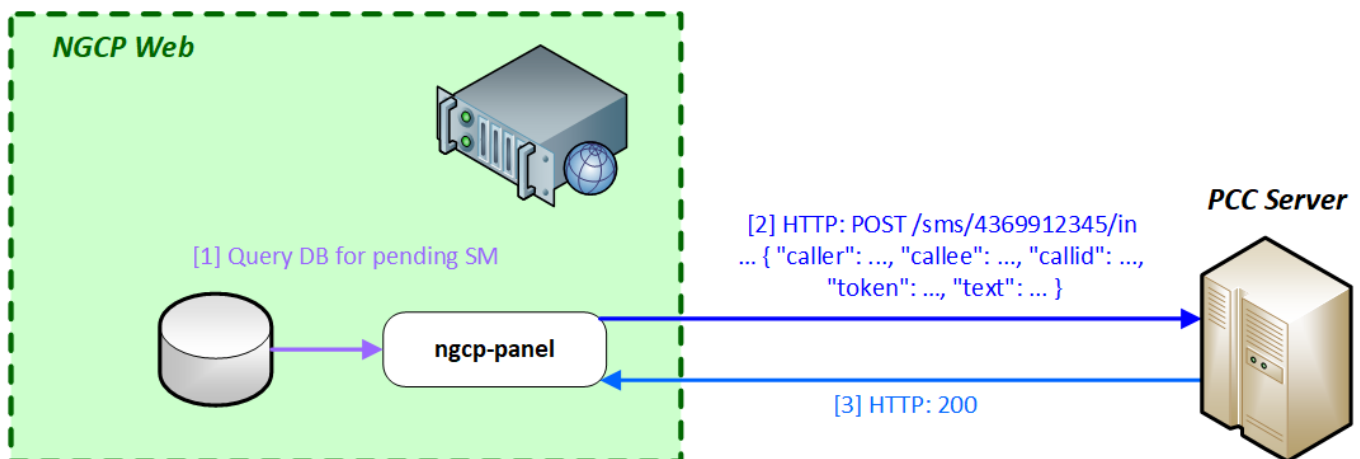 NGCP Web
PCC Server
[2] HTTP: POST /sms/4369912345/in
... { "caller": ..., "callee": ..., "callid": ...,
"token": ..., "text": ... }
[1] Query DB for pending SM
ngcp-panel
[3] HTTP: 200